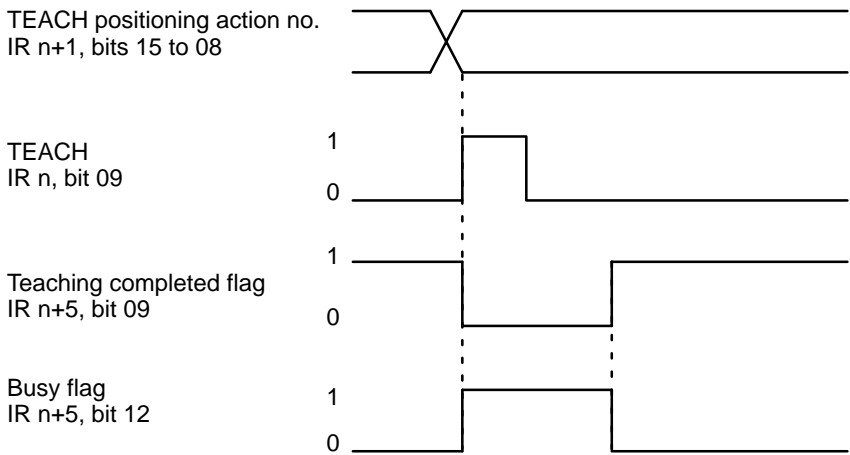 TEACH positioning action no.
IR n+1, bits 15 to 08
TEACH
IR n, bit 09
1
0
Teaching completed flag
IR n+5, bit 09
1
0
Busy flag
IR n+5, bit 12
1
0